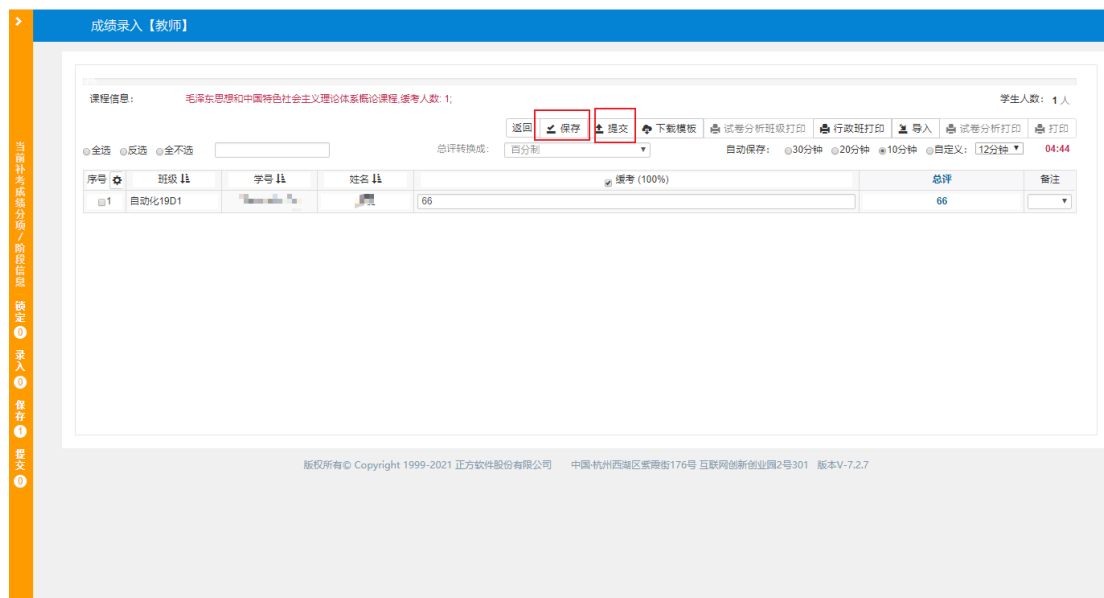 成绩录入【教师】
课程信息： 毛泽东思想和中国特色社会主义理论体系概论课程,缓考人数: 1; 学生人数： 1 人
返回 保存 提交 下载模板 试卷分析班级打印 行政班打印 导入 试卷分析打印 打印
全选 反选 全不选 总评转换成: 百分制 自动保存： 30分钟 20分钟 10分钟 自定义： 12分钟 04:44
序号 班级 学号 姓名 缓考 (100%) 总评 备注
1 自动化19D1 66 66
当前补考成绩分项/阶段信息
锁定 0
录入 0
保存 1
提交 0
版权所有© Copyright 1999-2021 正方软件股份有限公司 中国·杭州西湖区紫霞街176号 互联网创新创业园2号301 版本V-7.2.7